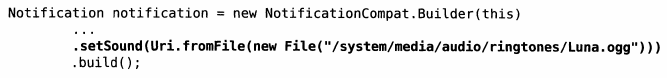 Notification notification = new NotificationCompat.Builder(this)
        ...
        .setSound(Uri.fromFile(new File("/system/media/audio/ringtones/Luna.ogg")))
        .build();